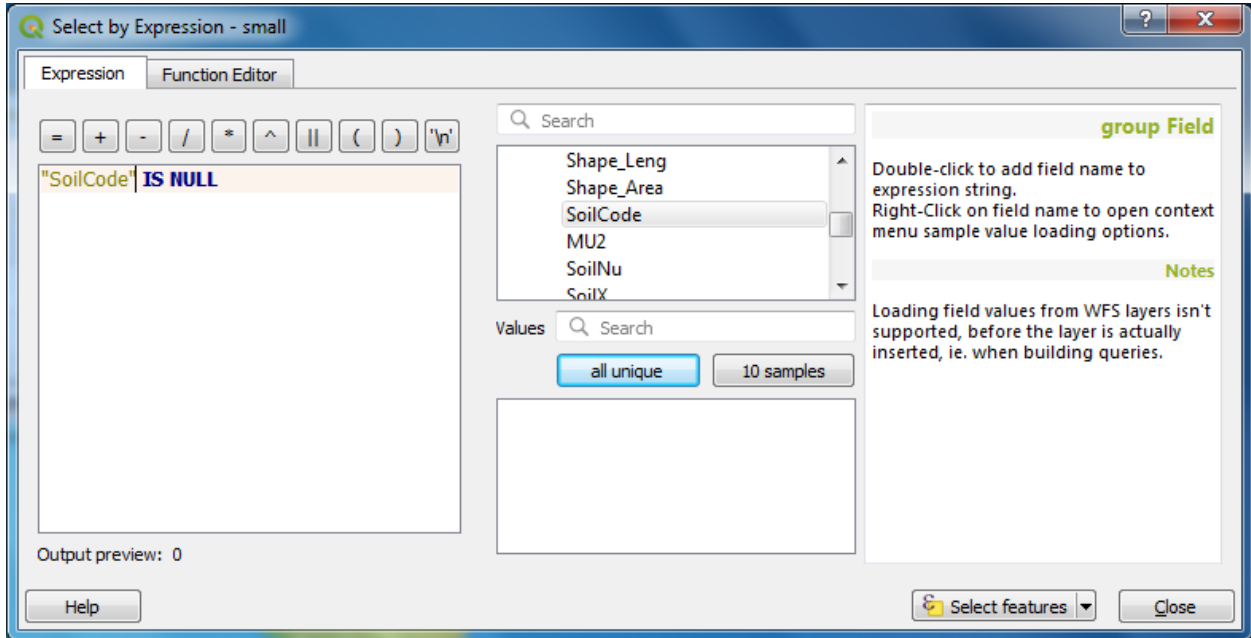 Select by Expression - small
? X
Expression Function Editor
= + - / * ^ || ( ) '\n'
"SoilCode" IS NULL
Output preview: 0
Search
Shape_Leng
Shape_Area
SoilCode
MU2
SoilNu
SoilX
Values Search
all unique 10 samples
group Field
Double-click to add field name to
expression string.
Right-Click on field name to open context
menu sample value loading options.
Notes
Loading field values from WFS layers isn't
supported, before the layer is actually
inserted, ie. when building queries.
Help
Select features Close